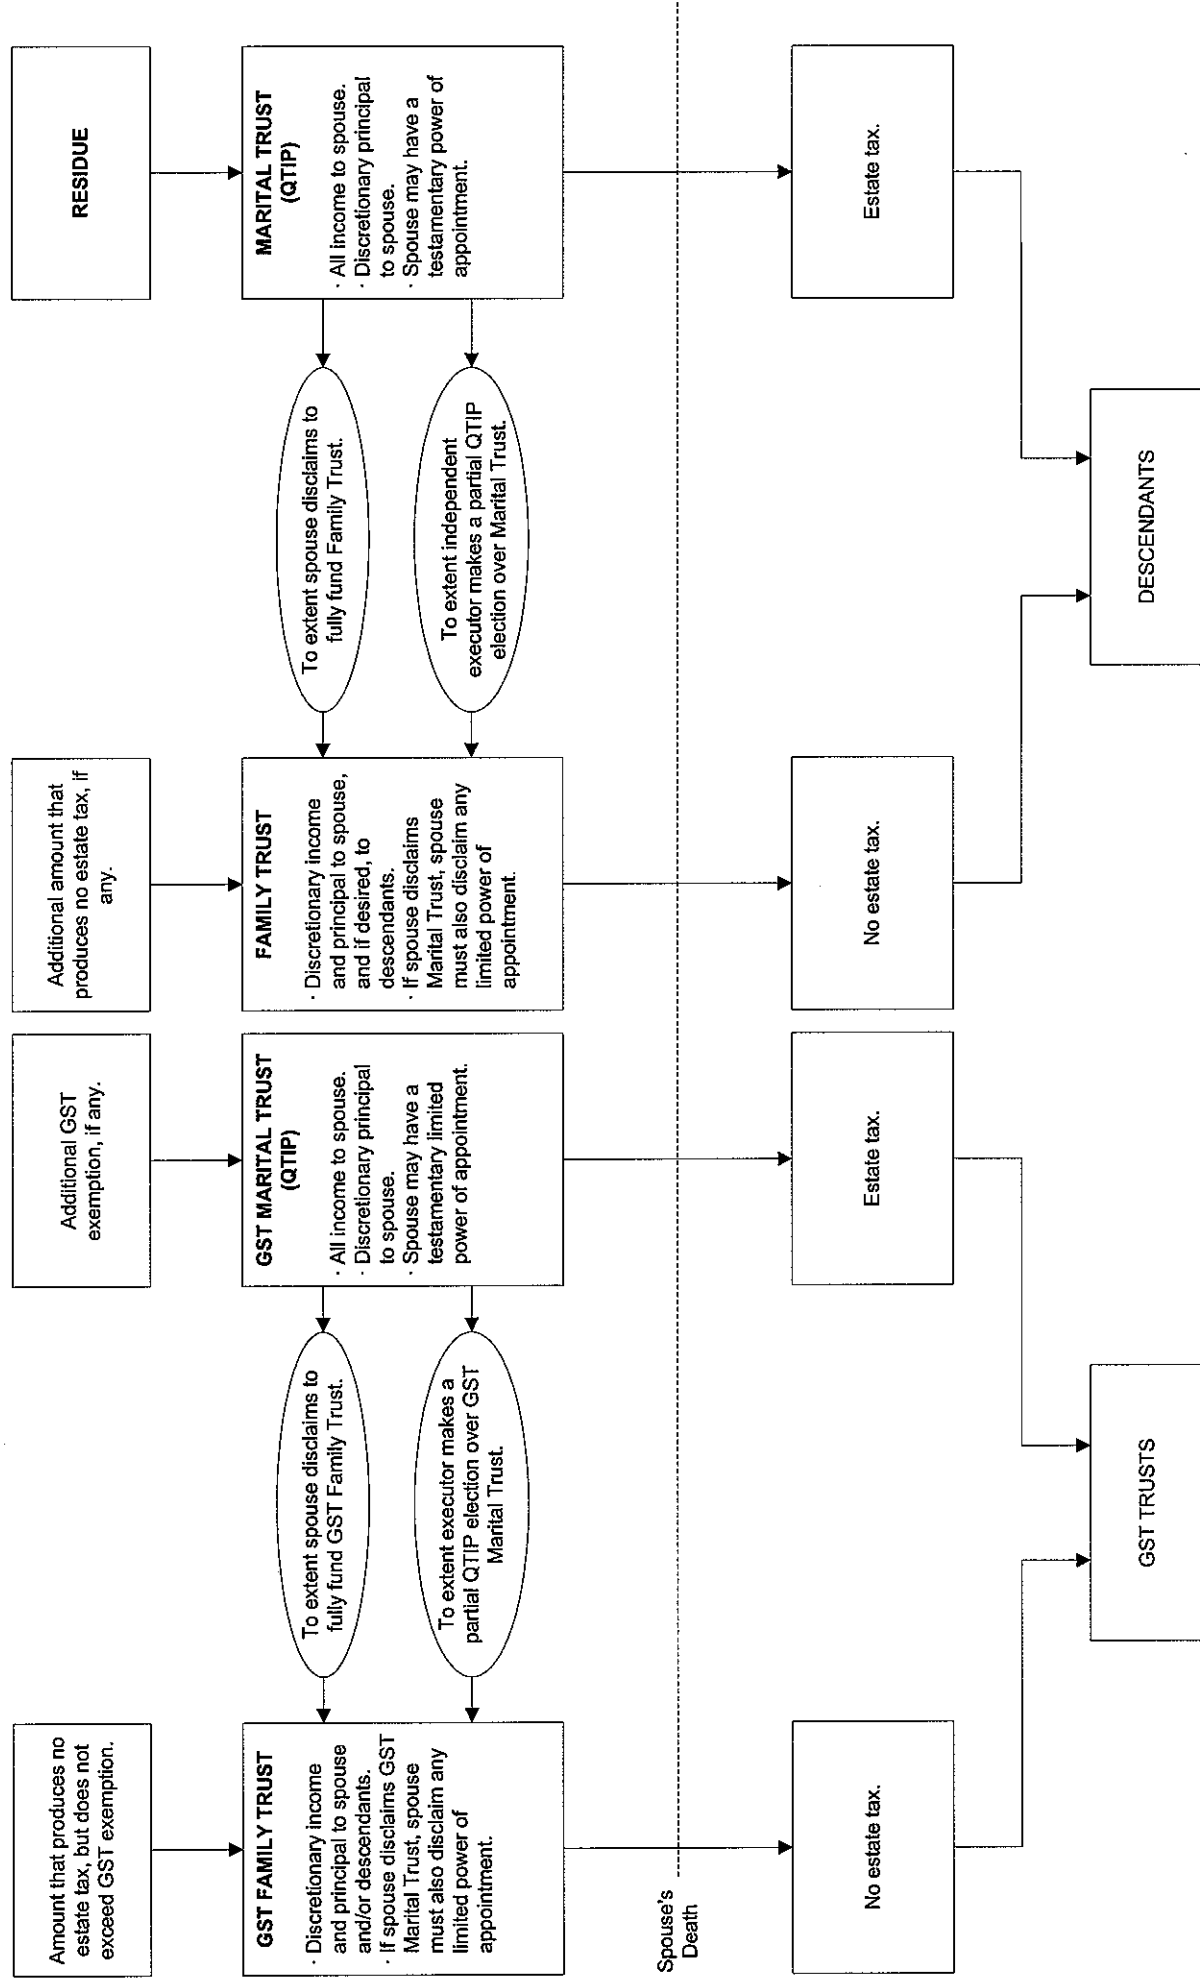 Amount that produces no
estate tax, but does not
exceed GST exemption.
Additional GST
exemption, if any.
Additional amount that
produces no estate tax, if
any.
RESIDUE
GST FAMILY TRUST
· Discretionary income
and principal to spouse
and/or descendants.
· If spouse disclaims GST
Marital Trust, spouse
must also disclaim any
limited power of
appointment.
To extent spouse disclaims to
fully fund GST Family Trust.
To extent executor makes a
partial QTIP election over GST
Marital Trust.
GST MARITAL TRUST
(QTIP)
· All income to spouse.
· Discretionary principal
to spouse.
· Spouse may have a
testamentary limited
power of appointment.
FAMILY TRUST
· Discretionary income
and principal to spouse,
and if desired, to
descendants.
· If spouse disclaims
Marital Trust, spouse
must also disclaim any
limited power of
appointment.
To extent spouse disclaims to
fully fund Family Trust.
To extent independent
executor makes a partial QTIP
election over Marital Trust.
MARITAL TRUST
(QTIP)
· All income to spouse.
· Discretionary principal
to spouse.
· Spouse may have a
testamentary power of
appointment.
Spouse's
Death
No estate tax.
Estate tax.
No estate tax.
Estate tax.
GST TRUSTS
DESCENDANTS